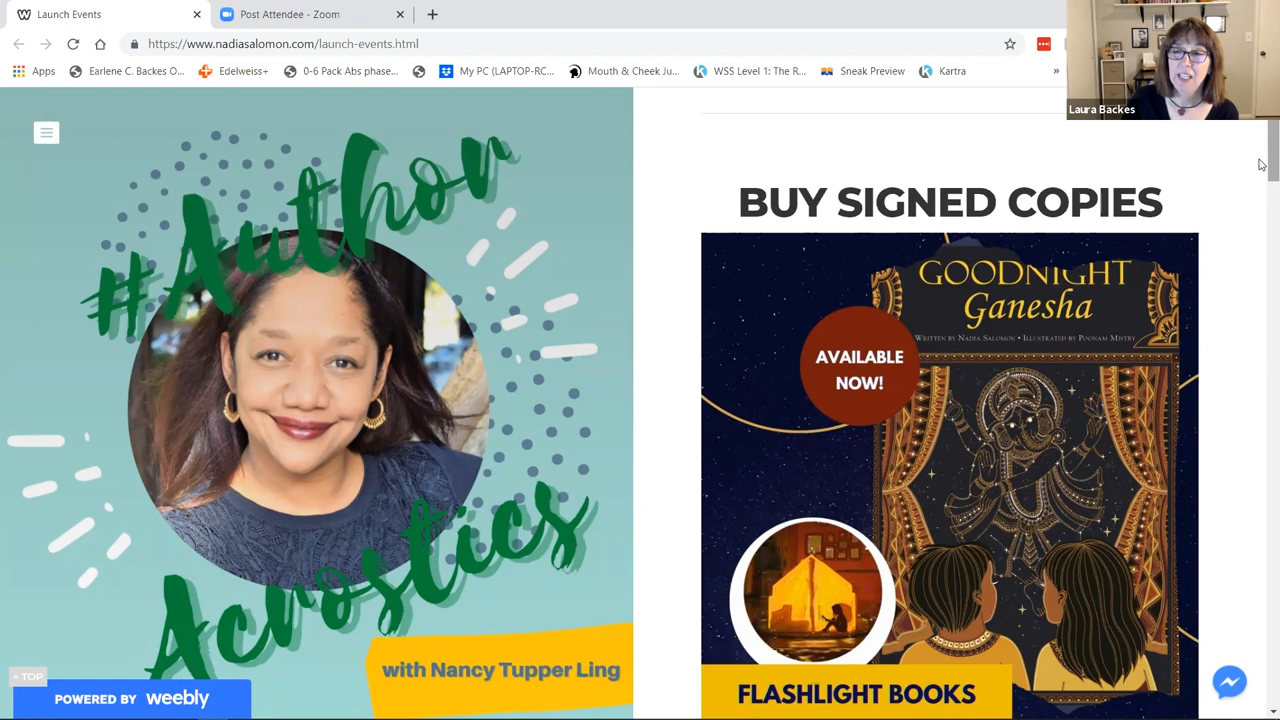 Launch Events
Post Attendee - Zoom
https://www.nadiasalomon.com/launch-events.html
Apps
Earlene C. Backes O...
Edelweiss+
0-6 Pack Abs phase...
My P
TOP-RC...
Mouth & Cheek Ju...
WSS Level 1: The R...
Sneak Preview
Kartra
»
Laura Backes
#Author
Acrostics
with Nancy Tupper Ling
TOP
POWERED BY weebly
BUY SIGNED COPIES
GOODNIGHT
Ganesha
WRITTEN BY NADIA SALOMON • ILLUSTRATED BY POONAM MISTRY
AVAILABLE
NOW!
FLASHLIGHT BOOKS